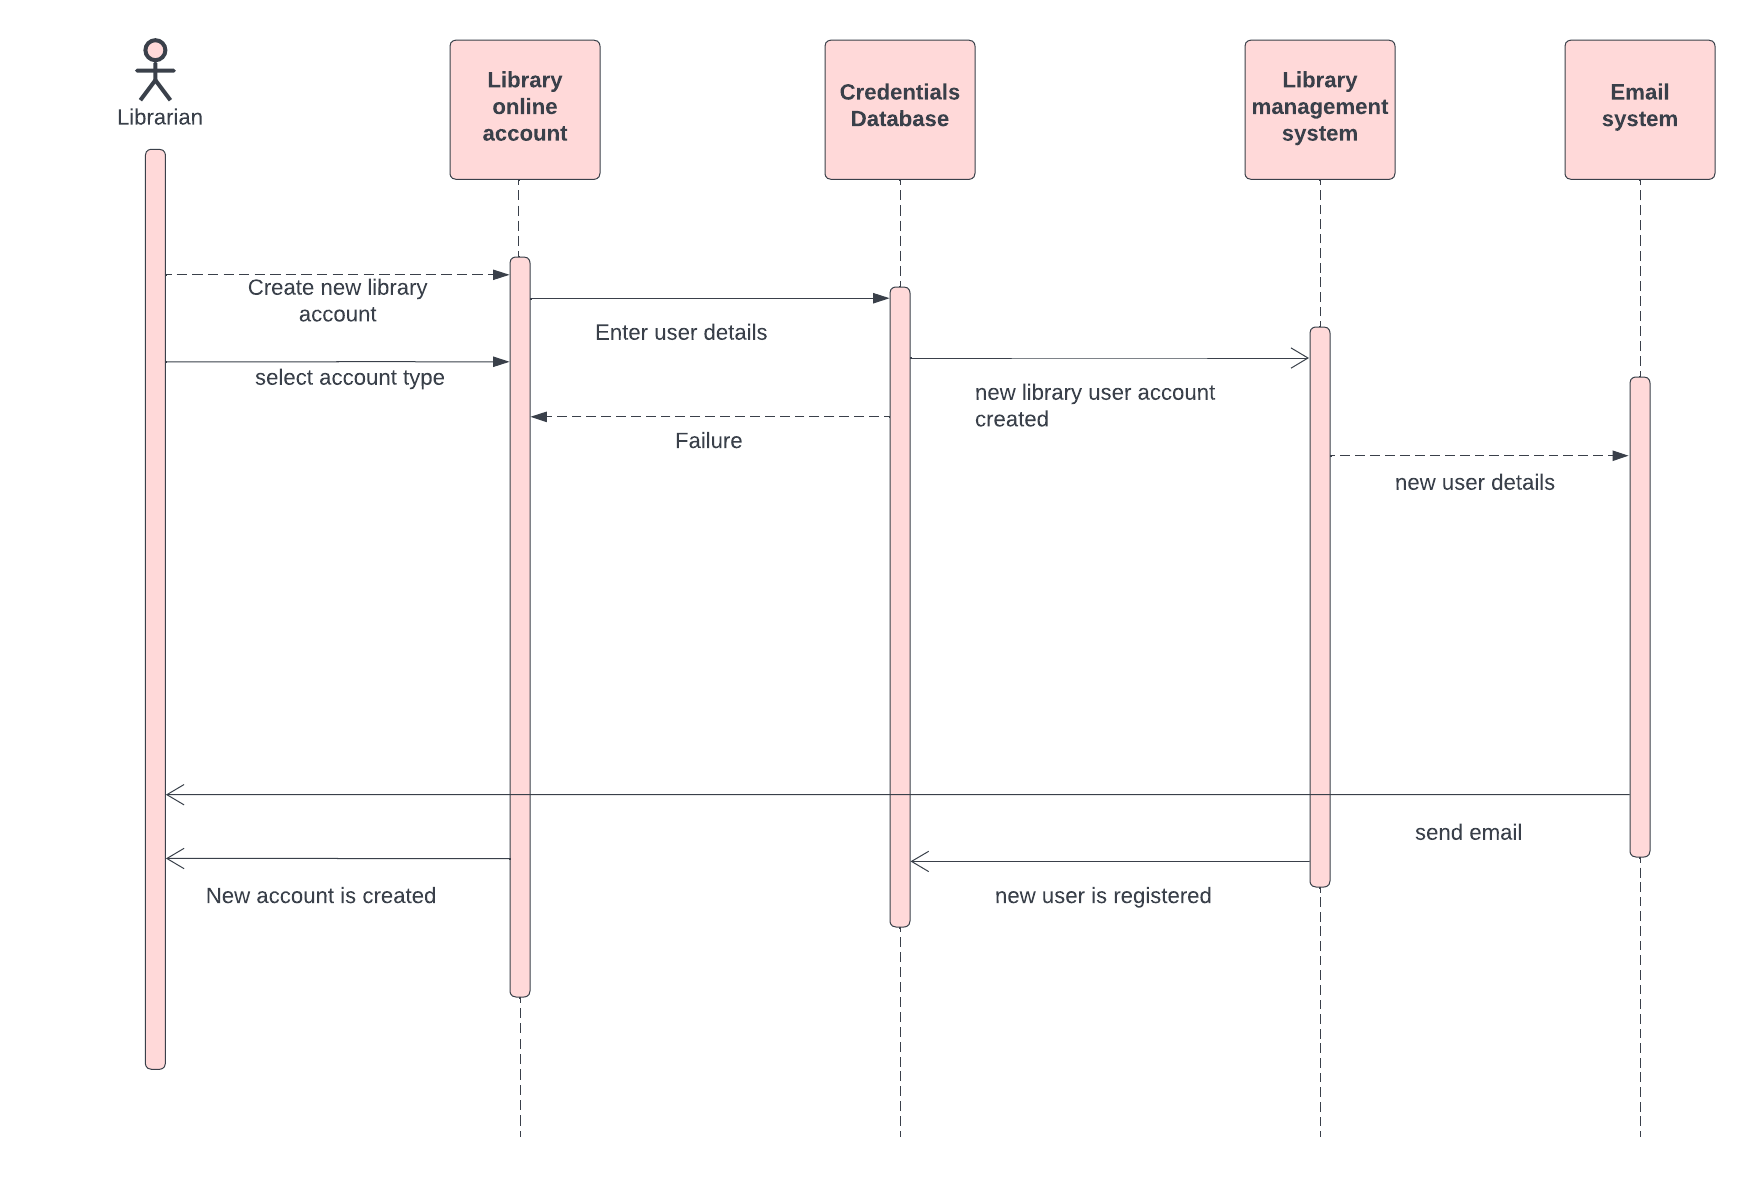 Librarian
Library
online
account
Credentials
Database
Library
management
system
Email
system
Create new library
account
Enter user details
select account type
new library user account
created
Failure
new user details
send email
New account is created
new user is registered